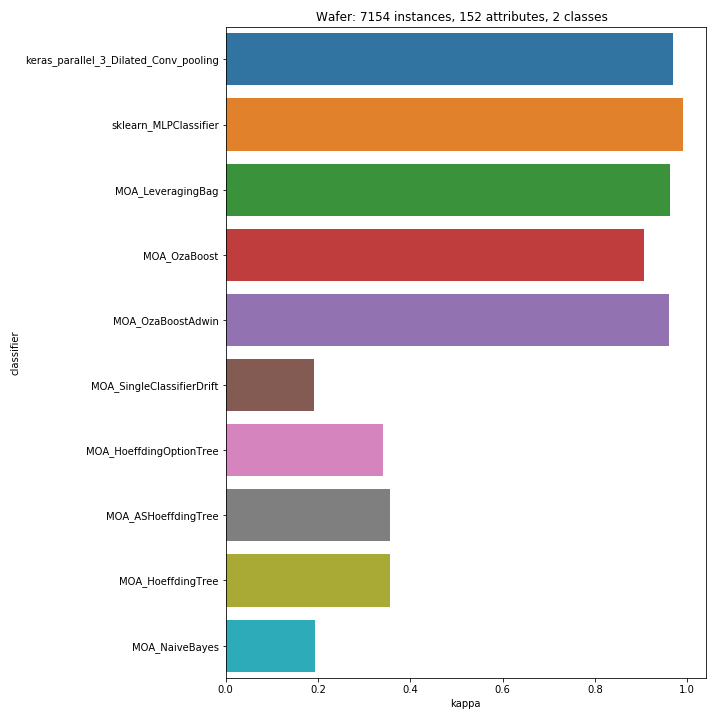 Wafer: 7154 instances, 152 attributes, 2 classes
classifier
keras_parallel_3_Dilated_Conv_pooling
sklearn_MLPClassifier
MOA_LeveragingBag
MOA_OzaBoost
MOA_OzaBoostAdwin
MOA_SingleClassifierDrift
MOA_HoeffdingOptionTree
MOA_ASHoeffdingTree
MOA_HoeffdingTree
MOA_NaiveBayes
0.0 0.2 0.4 0.6 0.8 1.0
kappa